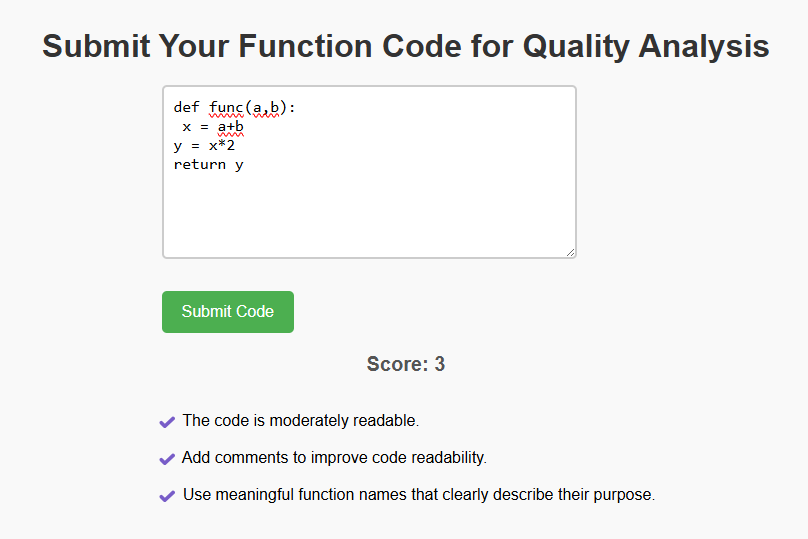 Submit Your Function Code for Quality Analysis
def func(a,b):
 x = a+b
y = x*2
return y
Submit Code
Score: 3
The code is moderately readable.
Add comments to improve code readability.
Use meaningful function names that clearly describe their purpose.